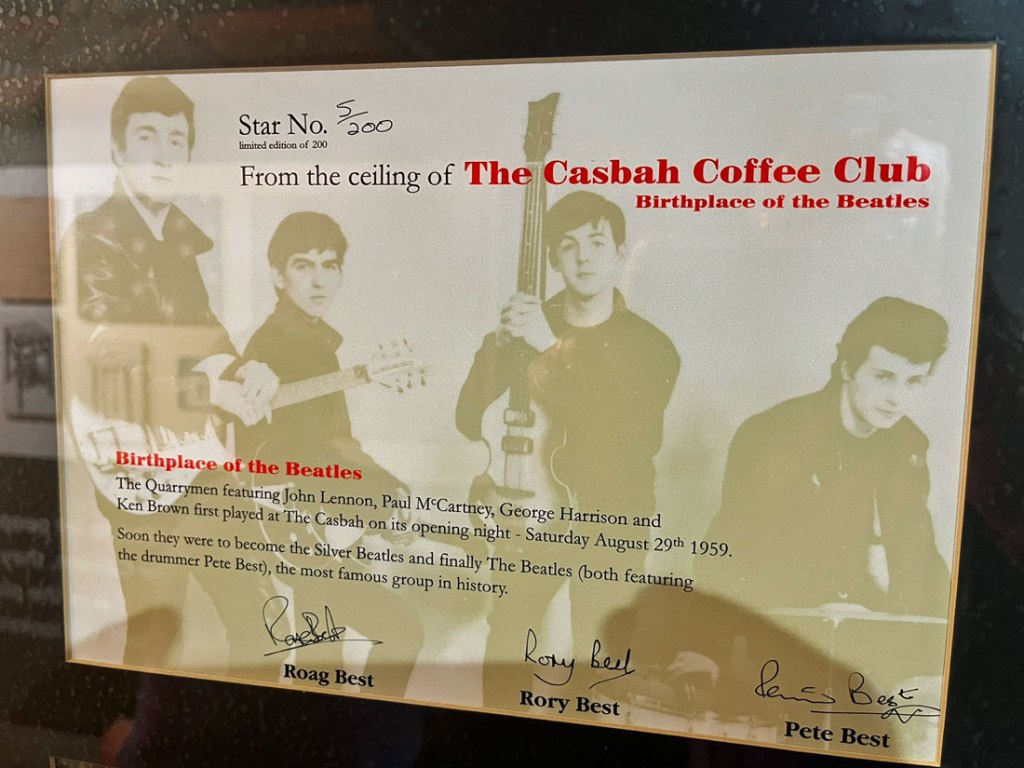 Star No. 5/200
limited edition of 200
From the ceiling of The Casbah Coffee Club
Birthplace of the Beatles
Birthplace of the Beatles
The Quarrymen featuring John Lennon, Paul McCartney, George Harrison and
Ken Brown first played at The Casbah on its opening night - Saturday August 29th 1959.
Soon they were to become the Silver Beatles and finally The Beatles (both featuring
the drummer Pete Best), the most famous group in history.
Roag Best
Rory Best
Pete Best